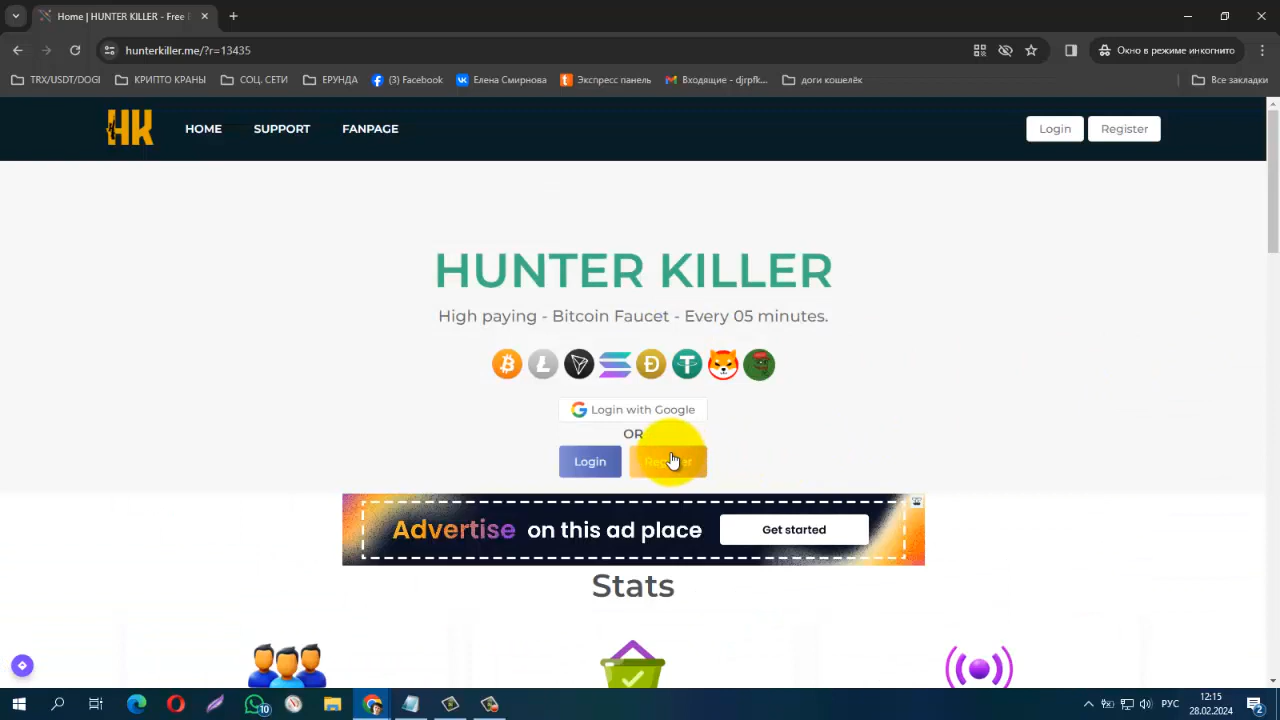 Home | HUNTER KILLER - Free B
hunterkiller.me/?r=13435
Окно в режиме инкогнито
TRX/USDT/DOGI
КРИПТО КРАНЫ
СОЦ. СЕТИ
ЕРУНДА
(3) Facebook
Елена Смирнова
Экспресс панель
Входящие - djrpfk...
доги кошелёк
Все закладки
HK
HOME
SUPPORT
FANPAGE
Login
Register
HUNTER KILLER
High paying - Bitcoin Faucet - Every 05 minutes.
Login with Google
OR
Login
Register
Advertise on this ad place
Get started
Stats
10
РУС
12:15
28.02.2024
2